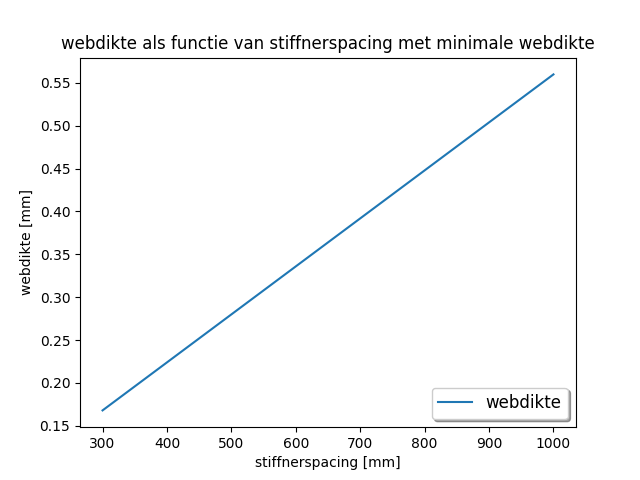 webdikte als functie van stiffnerspacing met minimale webdikte
0.55
0.50
0.45
0.40
0.35
0.30
0.25
0.20
0.15
webdikte [mm]
webdikte
300 400 500 600 700 800 900 1000
stiffnerspacing [mm]